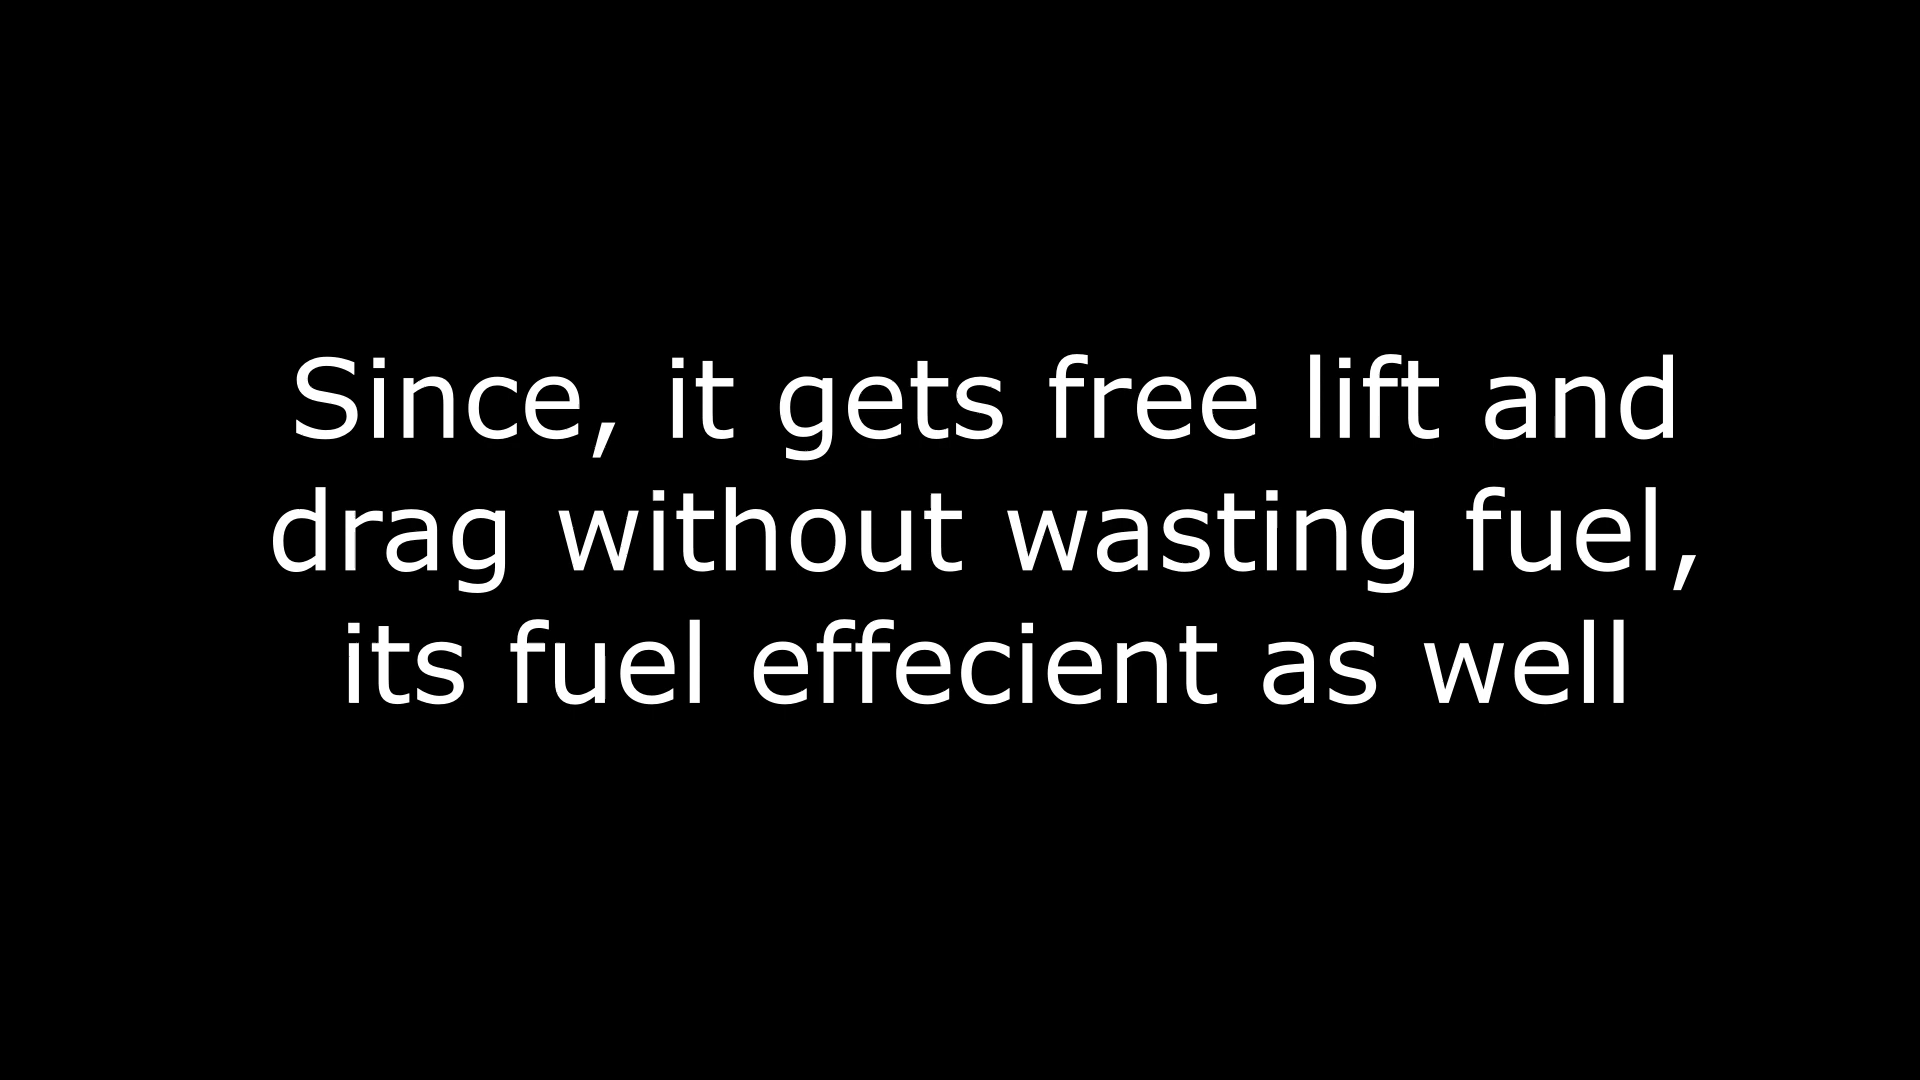 Since, it gets free lift and
drag without wasting fuel,
its fuel effecient as well